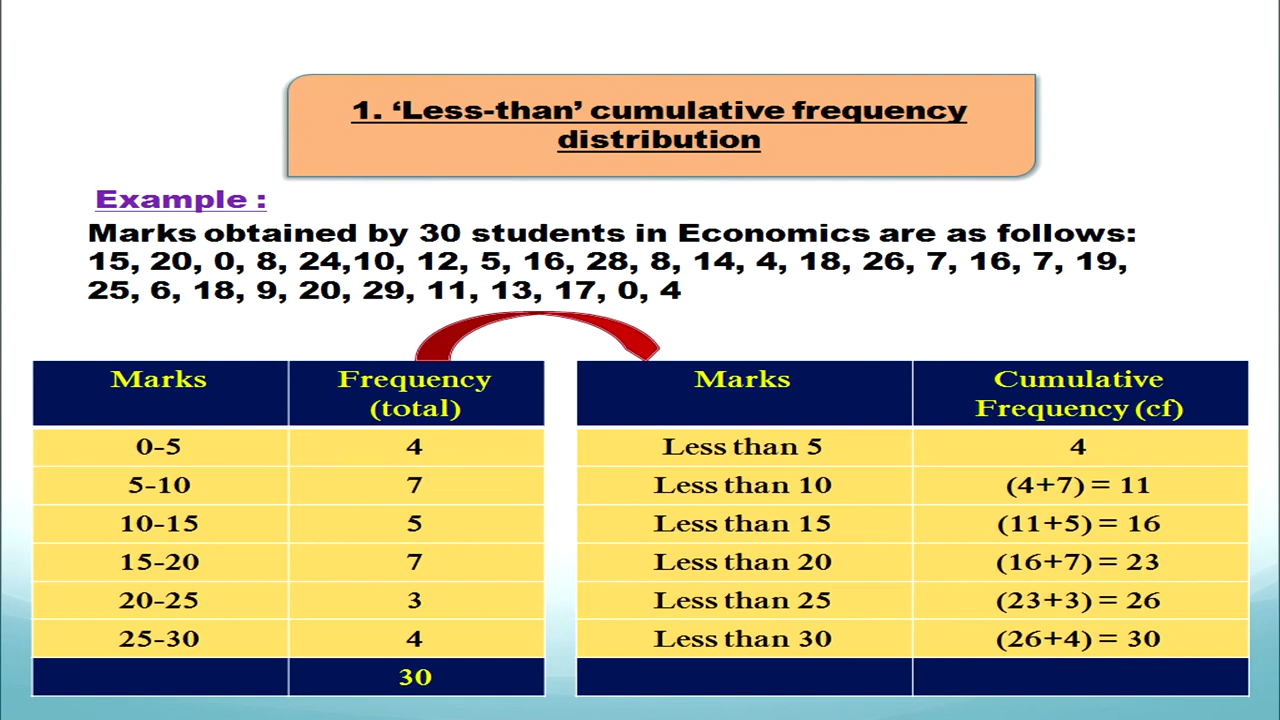 1. ‘Less-than’ cumulative frequency
distribution
Example :
Marks obtained by 30 students in Economics are as follows:
15, 20, 0, 8, 24,10, 12, 5, 16, 28, 8, 14, 4, 18, 26, 7, 16, 7, 19,
25, 6, 18, 9, 20, 29, 11, 13, 17, 0, 4
Marks Frequency (total)
0-5 4
5-10 7
10-15 5
15-20 7
20-25 3
25-30 4
30
Marks Cumulative Frequency (cf)
Less than 5 4
Less than 10 (4+7) = 11
Less than 15 (11+5) = 16
Less than 20 (16+7) = 23
Less than 25 (23+3) = 26
Less than 30 (26+4) = 30